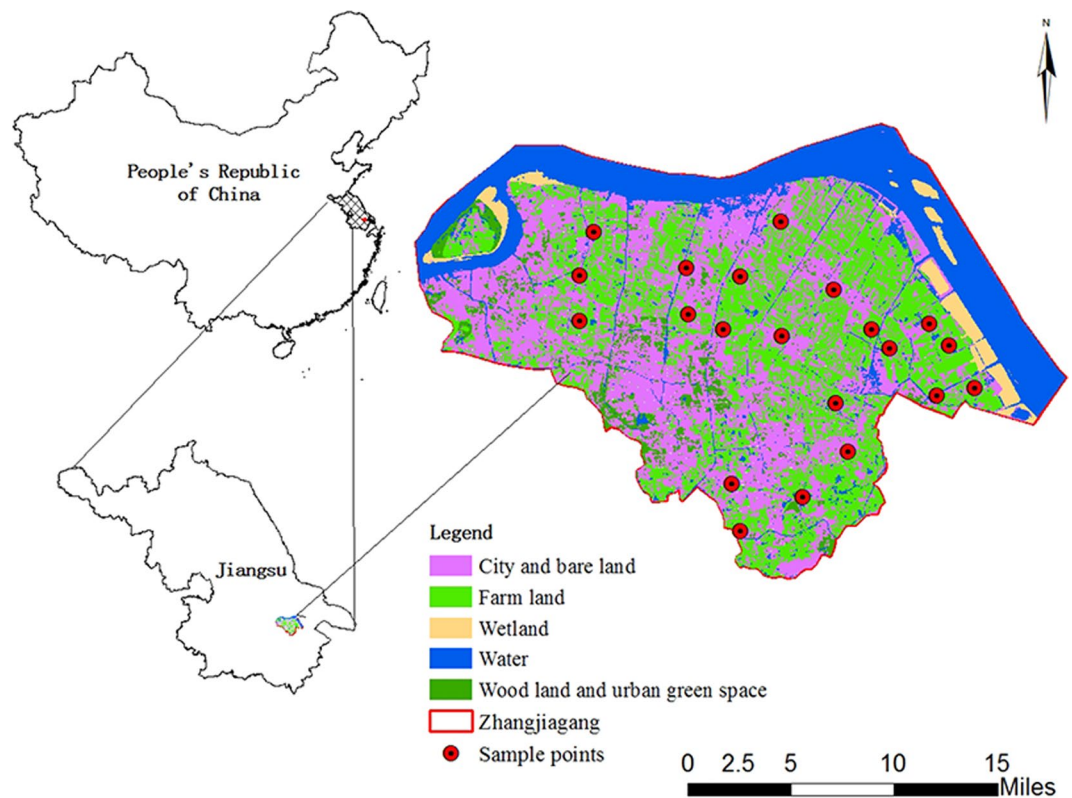 N
People's Republic
of China
Jiangsu
Legend
City and bare land
Farm land
Wetland
Water
Wood land and urban green space
Zhangjiagang
Sample points
0 2.5 5 10 15
Miles